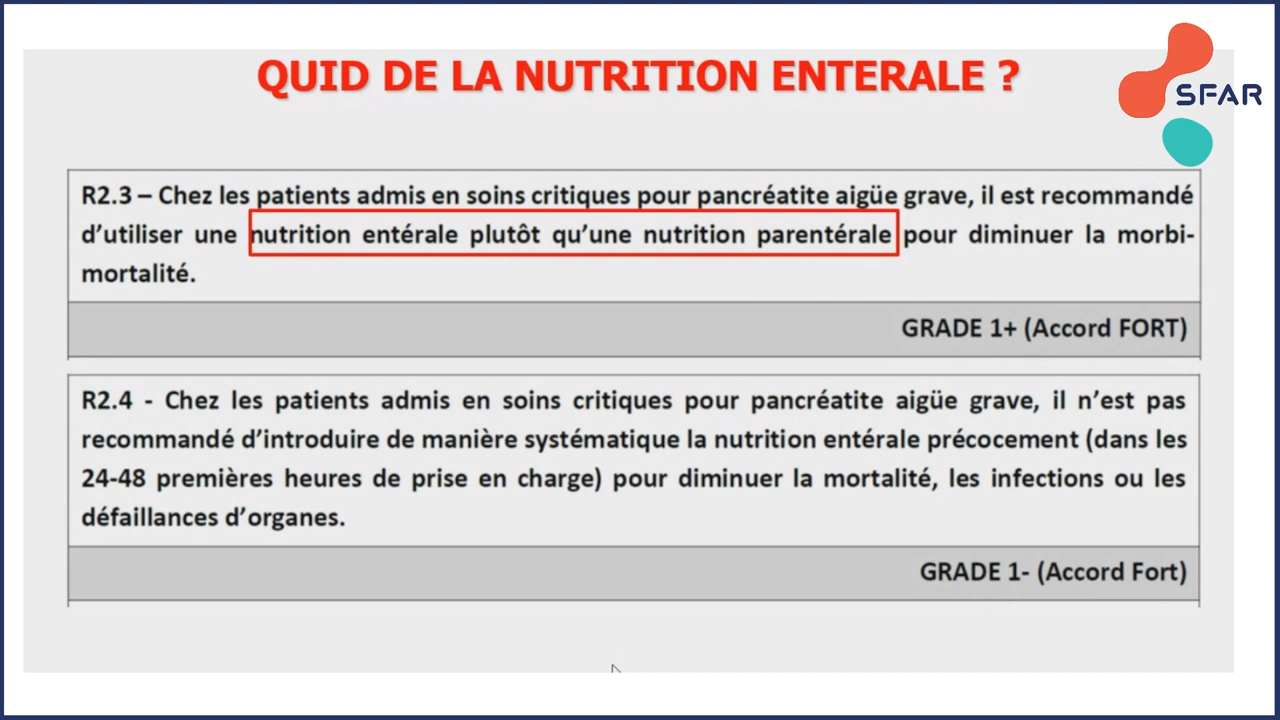 QUID DE LA NUTRITION ENTERALE ?
SFAR
R2.3 – Chez les patients admis en soins critiques pour pancréatite aigüe grave, il est recommandé
d’utiliser une nutrition entérale plutôt qu’une nutrition parentérale pour diminuer la morbi-
mortalité.
GRADE 1+ (Accord FORT)
R2.4 - Chez les patients admis en soins critiques pour pancréatite aigüe grave, il n’est pas
recommandé d’introduire de manière systématique la nutrition entérale précocement (dans les
24-48 premières heures de prise en charge) pour diminuer la mortalité, les infections ou les
défaillances d’organes.
GRADE 1- (Accord Fort)